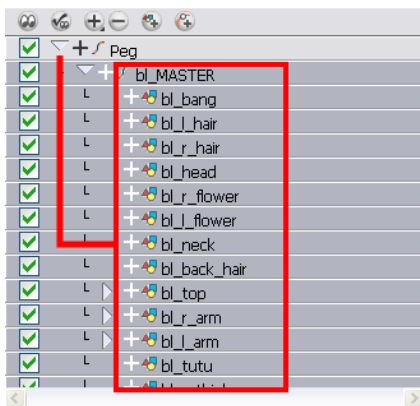 Peg
bl_MASTER
bl_bang
bl_l_hair
bl_r_hair
bl_head
bl_r_flower
bl_l_flower
bl_neck
bl_back_hair
bl_top
bl_r_arm
bl_l_arm
bl_tutu